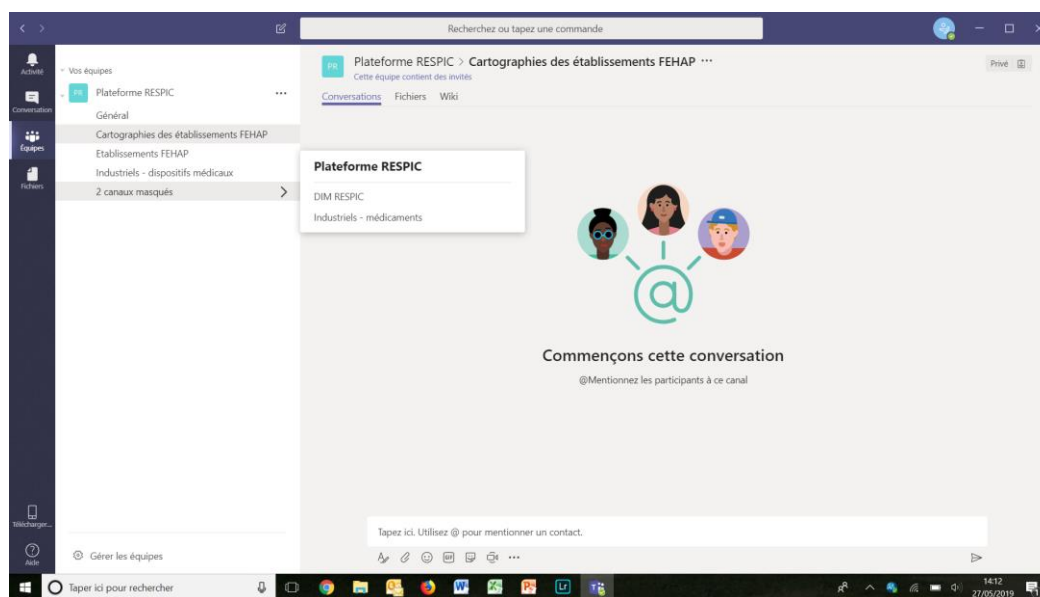 Recherchez ou tapez une commande
Activité
Conversation
Équipes
Fichiers
Télécharger...
Aide
Vos équipes
PR
Plateforme RESPIC
...
Général
Cartographies des établissements FEHAP
Etablissements FEHAP
Industriels - dispositifs médicaux
2 canaux masqués
Gérer les équipes
Plateforme RESPIC
DIM RESPIC
Industriels - médicaments
PR
Plateforme RESPIC > Cartographies des établissements FEHAP ...
Cette équipe contient des invités
Privé
Conversations Fichiers Wiki
@
Commençons cette conversation
@Mentionnez les participants à ce canal
Tapez ici. Utilisez @ pour mentionner un contact.
GIF
...
Taper ici pour rechercher
Lr
14:12
27/05/2019